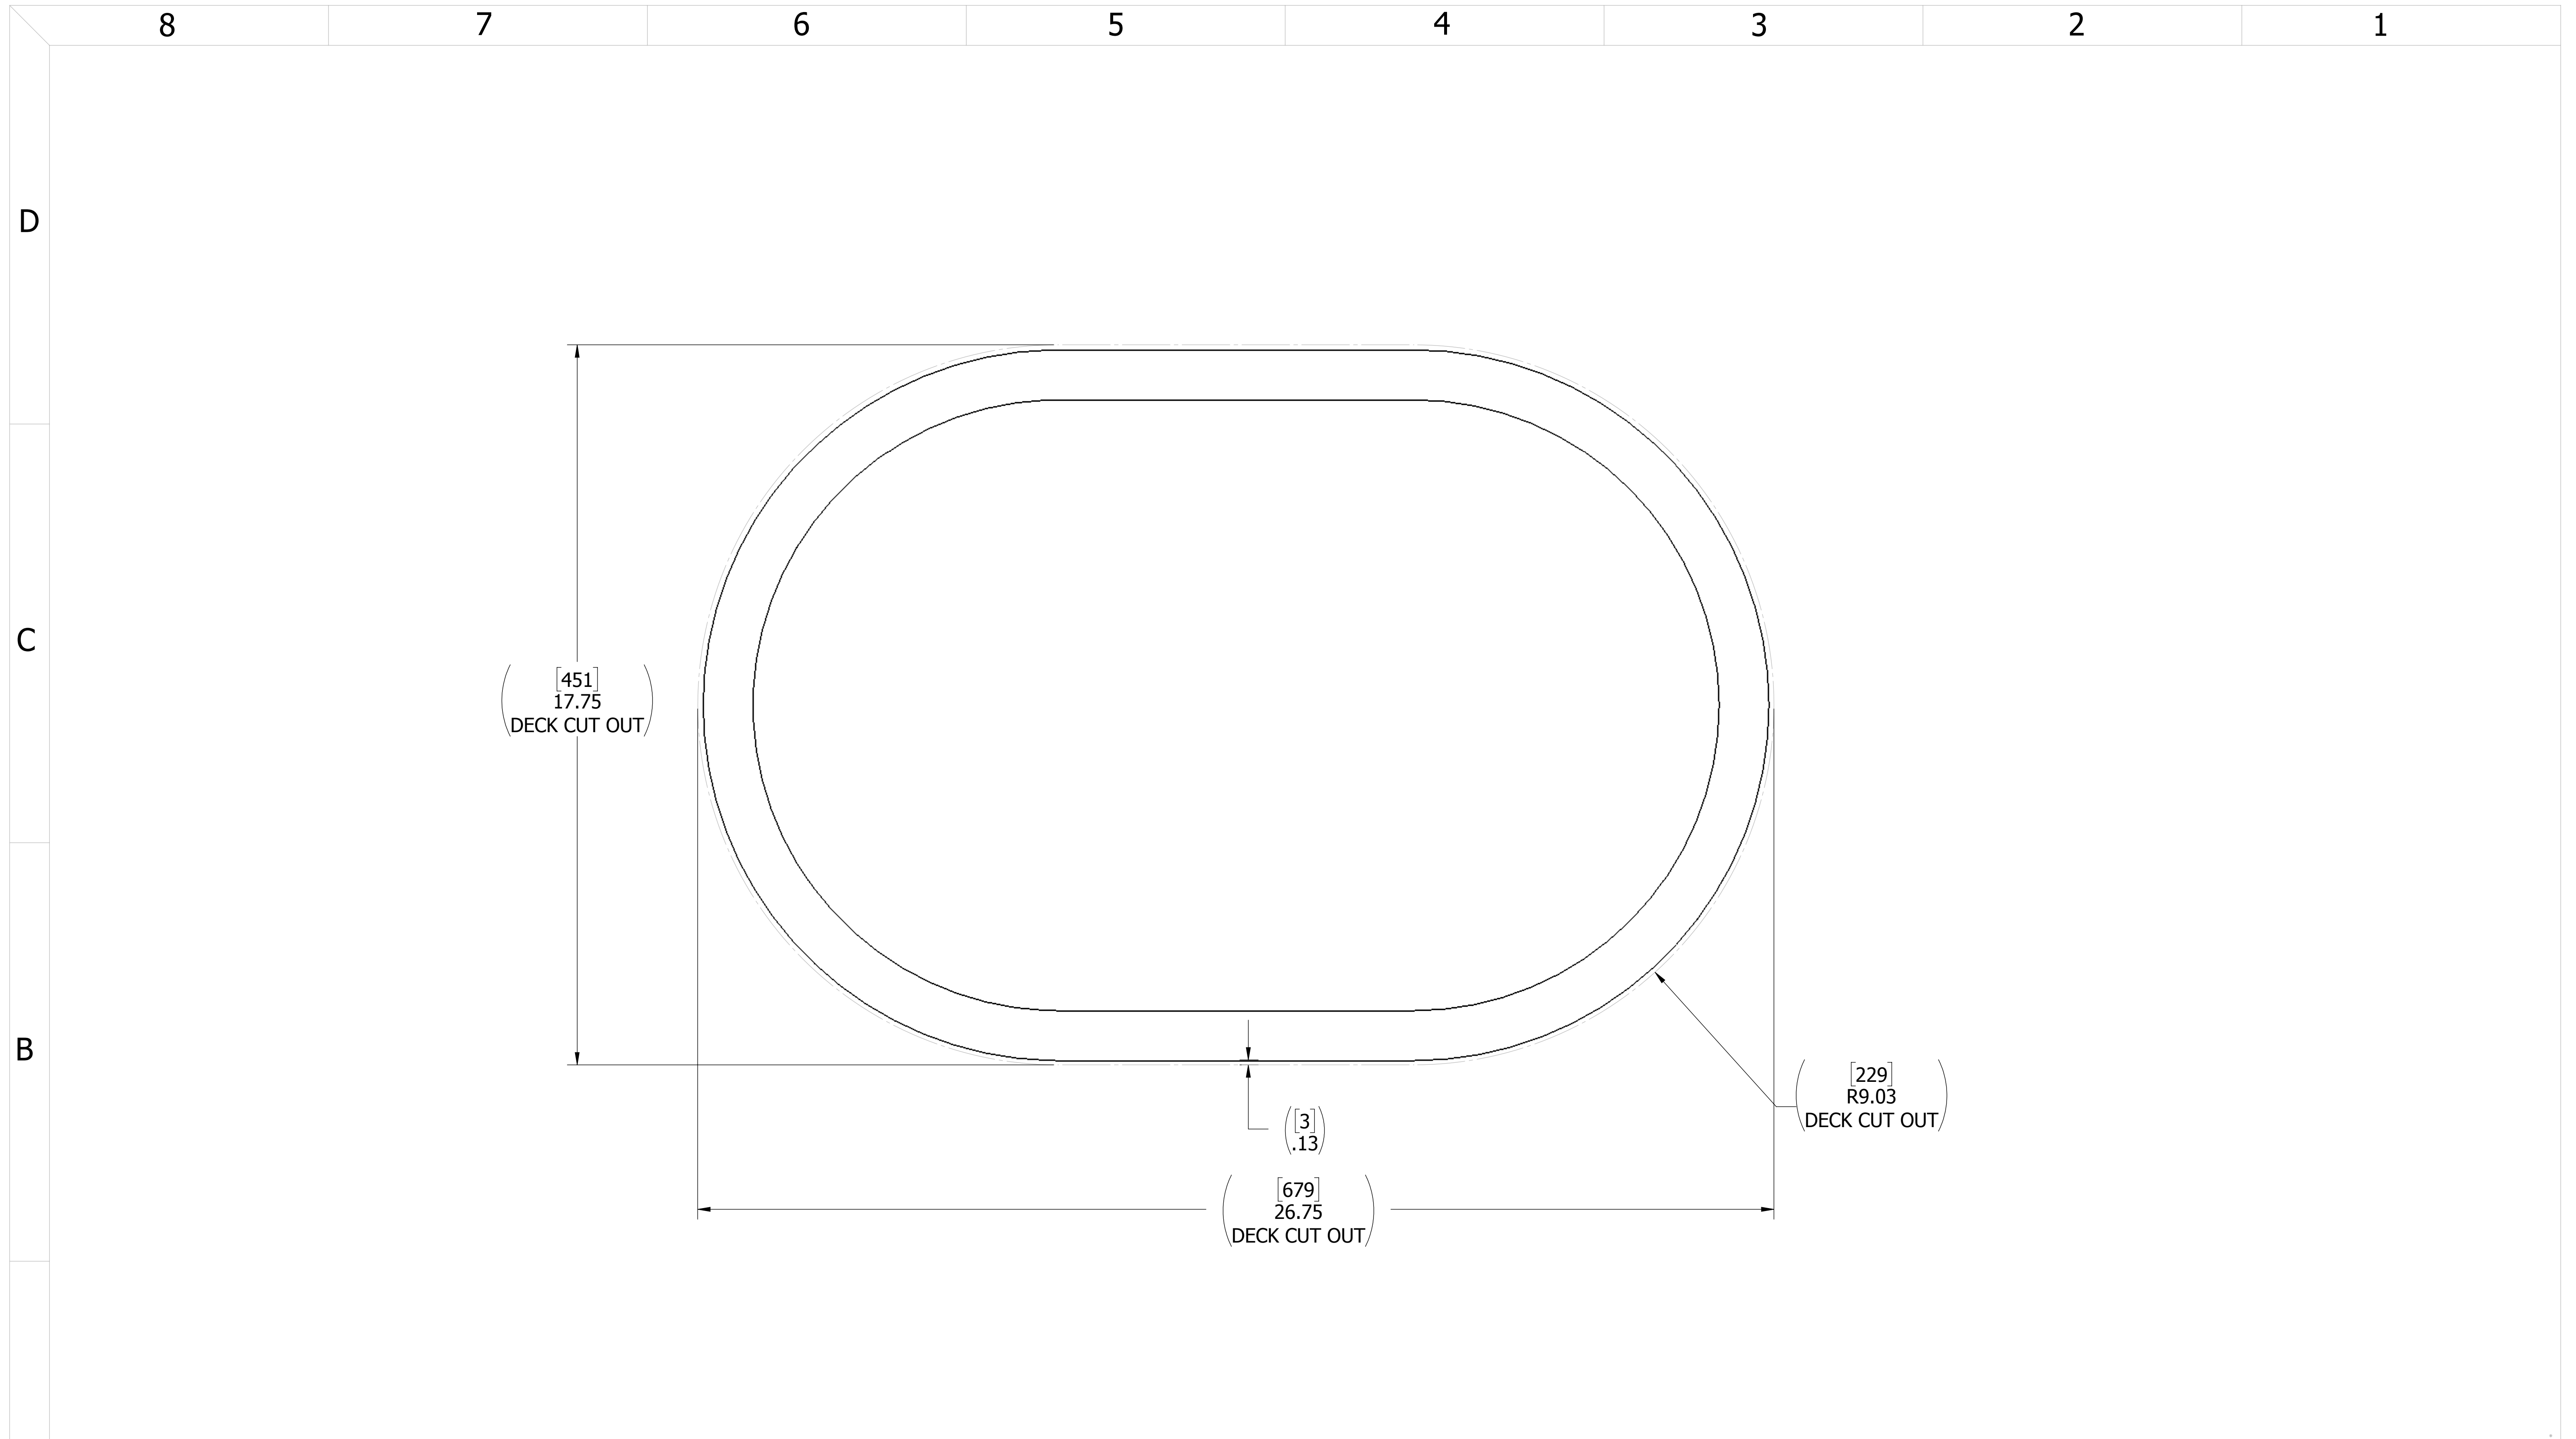 8 7 6 5 4 3 2 1
D
C
[451]
17.75
DECK CUT OUT
B
[229]
R9.03
DECK CUT OUT
[3]
.13
[679]
26.75
DECK CUT OUT